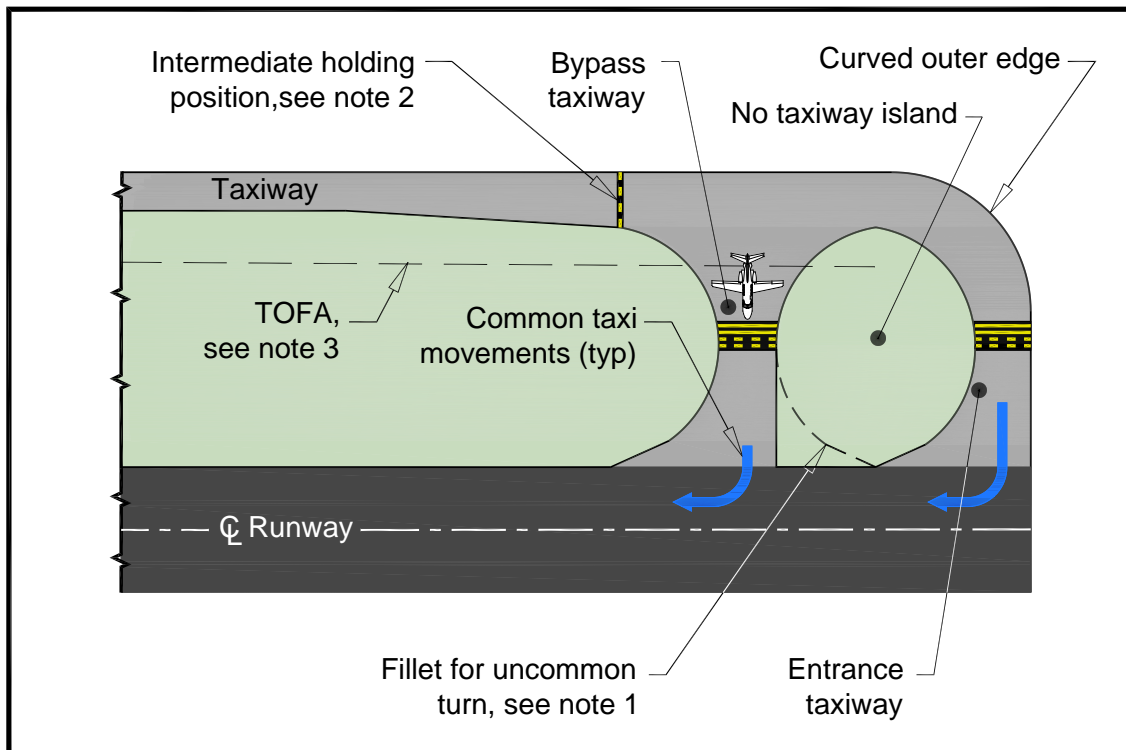 Intermediate holding
position,see note 2
Bypass
taxiway
Curved outer edge
No taxiway island
Taxiway
TOFA,
see note 3
Common taxi
movements (typ)
℄ Runway
Fillet for uncommon
turn, see note 1
Entrance
taxiway